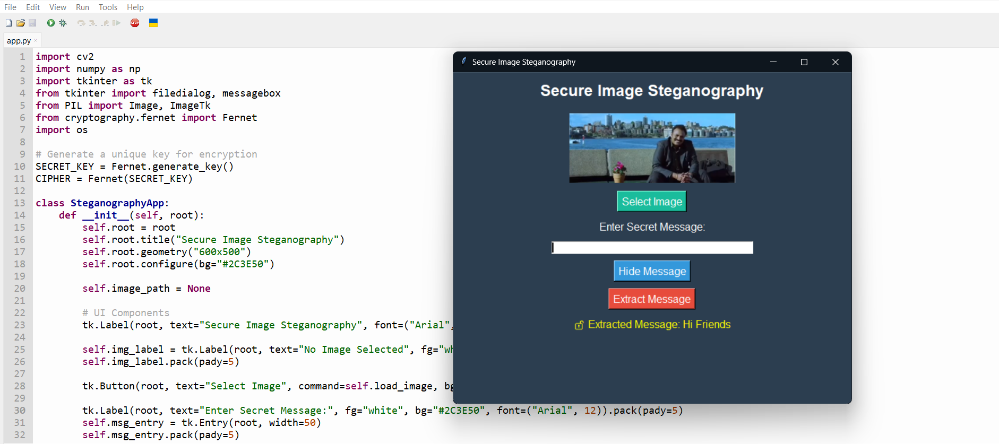 File Edit View Run Tools Help
STOP
app.py ×
1 import cv2
2 import numpy as np
3 import tkinter as tk
4 from tkinter import filedialog, messagebox
5 from PIL import Image, ImageTk
6 from cryptography.fernet import Fernet
7 import os
8
9 # Generate a unique key for encryption
10 SECRET_KEY = Fernet.generate_key()
11 CIPHER = Fernet(SECRET_KEY)
12
13 class SteganographyApp:
14     def __init__(self, root):
15         self.root = root
16         self.root.title("Secure Image Steganography")
17         self.root.geometry("600x500")
18         self.root.configure(bg="#2C3E50")
19
20         self.image_path = None
21
22         # UI Components
23         tk.Label(root, text="Secure Image Steganography", font=("Arial",
24
25         self.img_label = tk.Label(root, text="No Image Selected", fg="wh
26         self.img_label.pack(pady=5)
27
28         tk.Button(root, text="Select Image", command=self.load_image, bg
29
30         tk.Label(root, text="Enter Secret Message:", fg="white", bg="#2C3E50", font=("Arial", 12)).pack(pady=5)
31         self.msg_entry = tk.Entry(root, width=50)
32         self.msg_entry.pack(pady=5)
Secure Image Steganography
Secure Image Steganography
Select Image
Enter Secret Message:
Hide Message
Extract Message
🔓 Extracted Message: Hi Friends